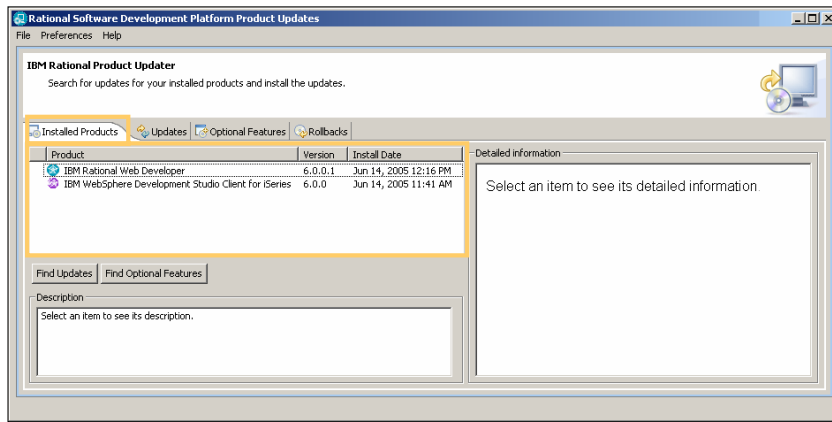 Rational Software Development Platform Product Updates
File Preferences Help
IBM Rational Product Updater
Search for updates for your installed products and install the updates.
Installed Products Updates Optional Features Rollbacks
Product Version Install Date
IBM Rational Web Developer 6.0.0.1 Jun 14, 2005 12:16 PM
IBM WebSphere Development Studio Client for iSeries 6.0.0 Jun 14, 2005 11:41 AM
Detailed information
Select an item to see its detailed information.
Find Updates Find Optional Features
Description
Select an item to see its description.